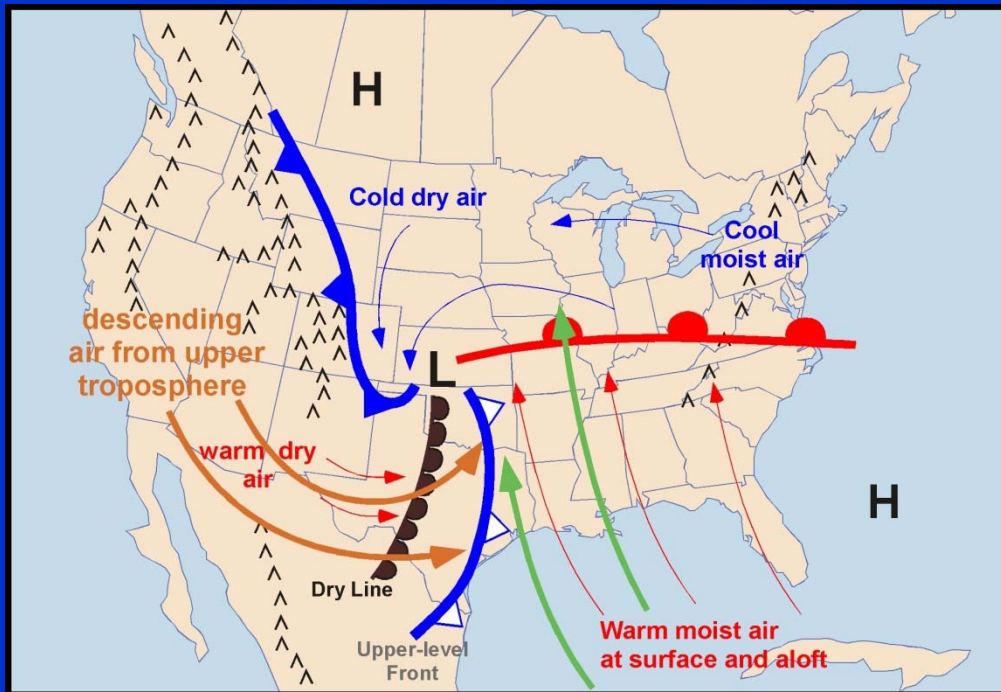 H
Cold dry air
Cool
moist air
descending
air from upper
troposphere
L
warm dry
air
H
Dry Line
Upper-level
Front
Warm moist air
at surface and aloft